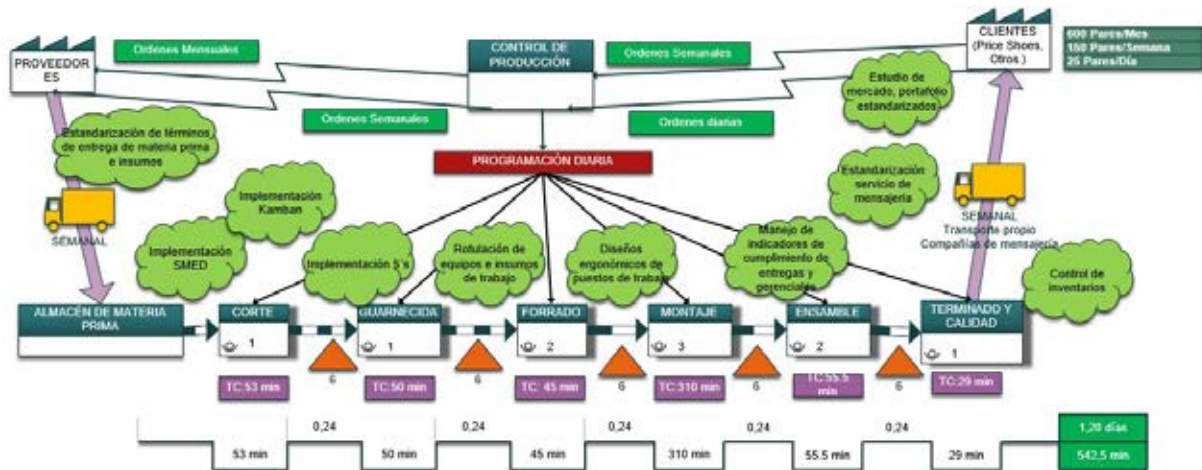 PROVEEDOR
ES
Ordenes Mensuales
CONTROL DE
PRODUCCIÓN
Ordenes Semanales
CLIENTES
(Price Shoes,
Otros.)
600 Pares/Mes
150 Pares/Semana
25 Pares/Día
Ordenes Semanales
Ordenes diarias
Estudio de
mercado, portafolio
estandarizados
Estandarización de términos
de entrega de materia prima
e insumos
PROGRAMACIÓN DIARIA
Implementación
Kamban
Estandarización
servicio de
mensajería
SEMANAL
SEMANAL
Transporte propio
Compañías de mensajería
Implementación
SMED
Implementación 5´s
Rotulación de
equipos e insumos
de trabajo
Diseños
ergonómicos de
puestos de trabajo
Manejo de
indicadores de
cumplimiento de
entregas y
gerenciales
Control de
inventarios
ALMACÉN DE MATERIA
PRIMA
CORTE
1
GUARNECIDA
1
FORRADO
2
MONTAJE
3
ENSAMBLE
2
TERMINADO Y
CALIDAD
1
6
6
6
6
6
TC:53 min
TC:50 min
TC: 45 min
TC:310 min
TC:55.5
min
TC:29 min
0,24
0,24
0,24
0,24
0,24
1,20 días
53 min
50 min
45 min
310 min
55.5 min
29 min
542,5 min